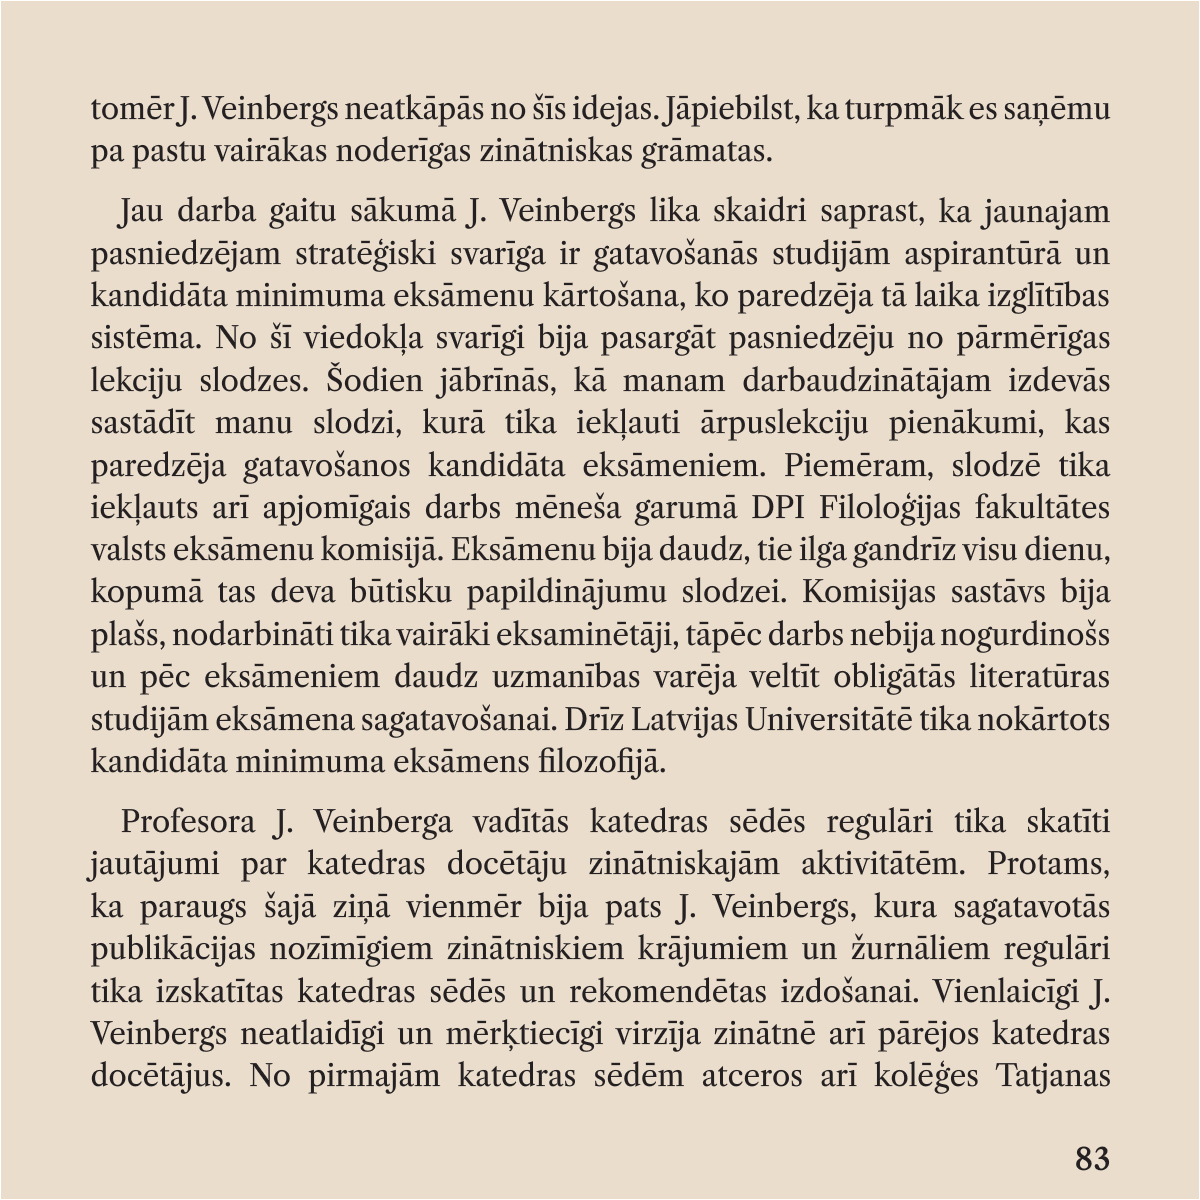 tomēr J. Veinbergs neatkāpās no šīs idejas. Jāpiebilst, ka turpmāk es saņēmu
pa pastu vairākas noderīgas zinātniskas grāmatas.
Jau darba gaitu sākumā J. Veinbergs lika skaidri saprast, ka jaunajam
pasniedzējam stratēģiski svarīga ir gatavošanās studijām aspirantūrā un
kandidāta minimuma eksāmenu kārtošana, ko paredzēja tā laika izglītības
sistēma. No šī viedokļa svarīgi bija pasargāt pasniedzēju no pārmērīgas
lekciju slodzes. Šodien jābrīnās, kā manam darbaudzinātājam izdevās
sastādīt manu slodzi, kurā tika iekļauti ārpuslekciju pienākumi, kas
paredzēja gatavošanos kandidāta eksāmeniem. Piemēram, slodzē tika
iekļauts arī apjomīgais darbs mēneša garumā DPI Filoloģijas fakultātes
valsts eksāmenu komisijā. Eksāmenu bija daudz, tie ilga gandrīz visu dienu,
kopumā tas deva būtisku papildinājumu slodzei. Komisijas sastāvs bija
plašs, nodarbināti tika vairāki eksaminētāji, tāpēc darbs nebija nogurdinošs
un pēc eksāmeniem daudz uzmanības varēja veltīt obligātās literatūras
studijām eksāmena sagatavošanai. Drīz Latvijas Universitātē tika nokārtots
kandidāta minimuma eksāmens filozofijā.
Profesora J. Veinberga vadītās katedras sēdēs regulāri tika skatīti
jautājumi par katedras docētāju zinātniskajām aktivitātēm. Protams,
ka paraugs šajā ziņā vienmēr bija pats J. Veinbergs, kura sagatavotās
publikācijas nozīmīgiem zinātniskiem krājumiem un žurnāliem regulāri
tika izskatītas katedras sēdēs un rekomendētas izdošanai. Vienlaicīgi J.
Veinbergs neatlaidīgi un mērķtiecīgi virzīja zinātnē arī pārējos katedras
docētājus. No pirmajām katedras sēdēm atceros arī kolēģes Tatjanas
83